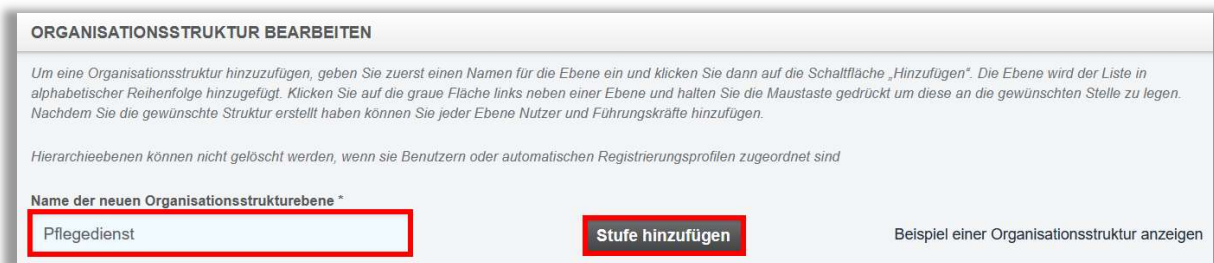 ORGANISATIONSSTRUKTUR BEARBEITEN
Um eine Organisationsstruktur hinzuzufügen, geben Sie zuerst einen Namen für die Ebene ein und klicken Sie dann auf die Schaltfläche „Hinzufügen“. Die Ebene wird der Liste in
alphabetischer Reihenfolge hinzugefügt. Klicken Sie auf die graue Fläche links neben einer Ebene und halten Sie die Maustaste gedrückt um diese an die gewünschten Stelle zu legen.
Nachdem Sie die gewünschte Struktur erstellt haben können Sie jeder Ebene Nutzer und Führungskräfte hinzufügen.
Hierarchieebenen können nicht gelöscht werden, wenn sie Benutzern oder automatischen Registrierungsprofilen zugeordnet sind
Name der neuen Organisationsstrukturebene *
Pflegedienst Stufe hinzufügen Beispiel einer Organisationsstruktur anzeigen